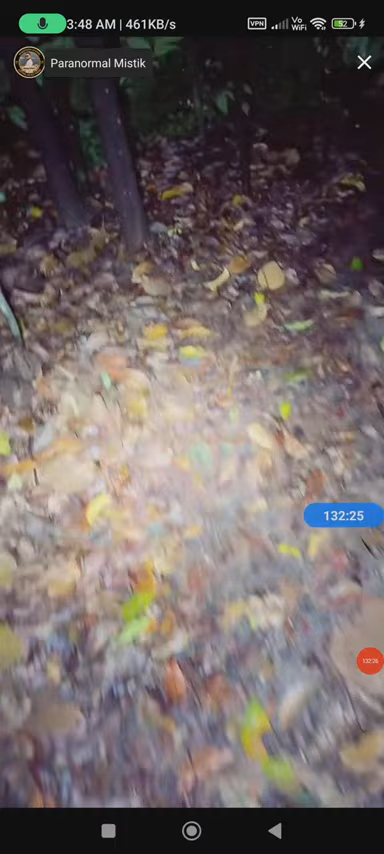 3:48 AM | 461KB/s
VPN
Vo
WiFi
52
Paranormal Mistik
132:25
132:26